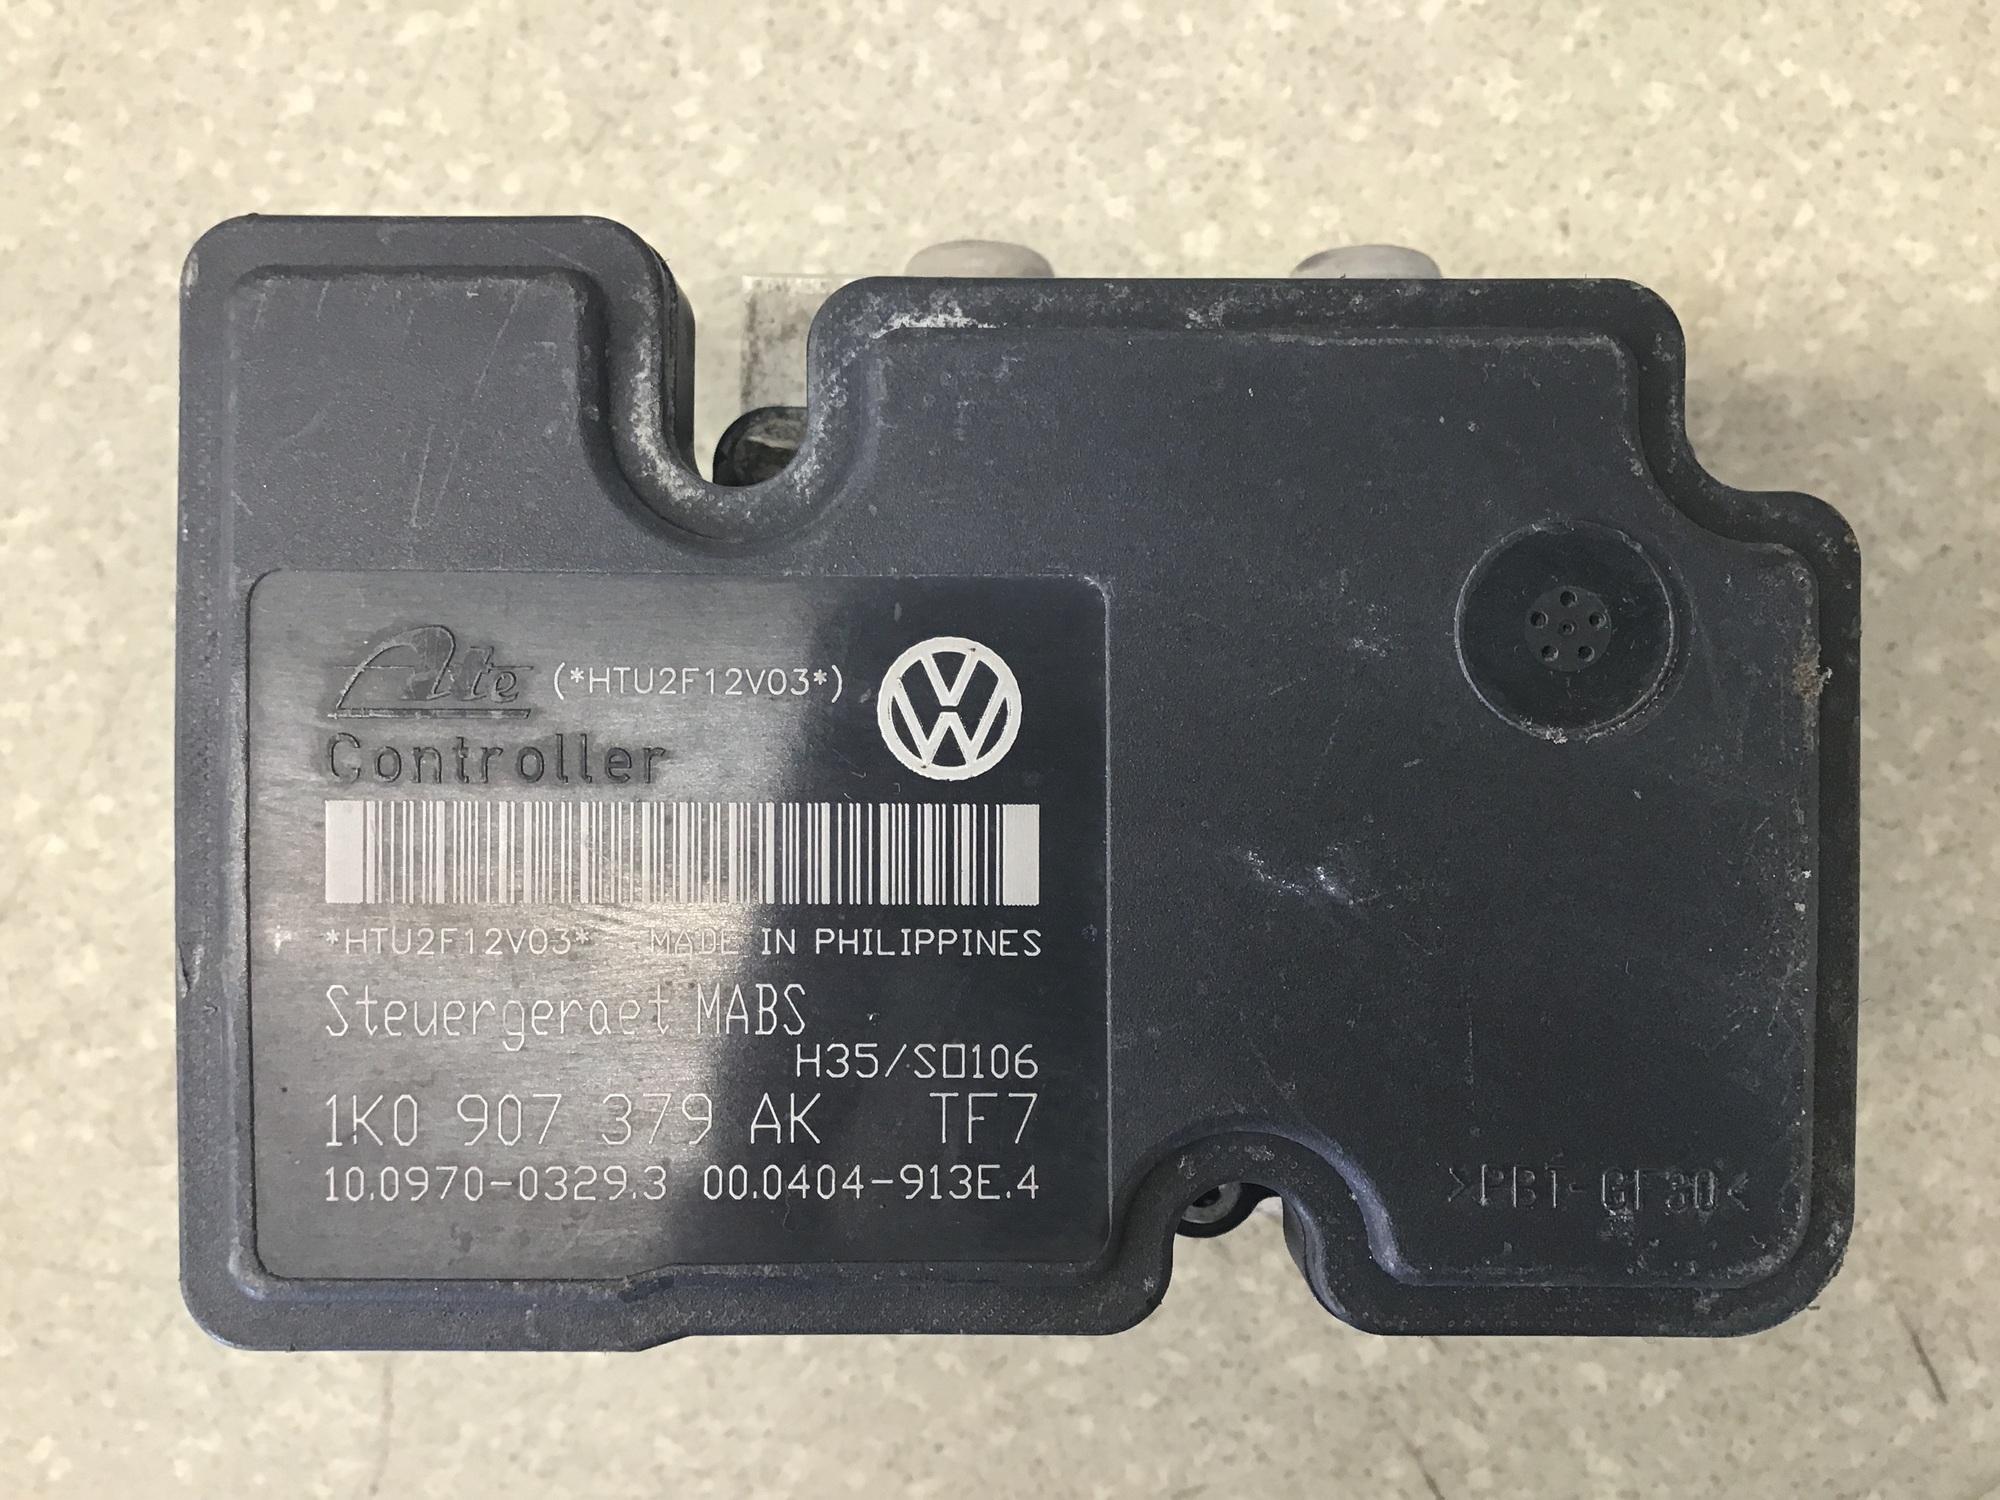 Ate (*HTU2F12V03*)
Controller
*HTU2F12V03* MADE IN PHILIPPINES
Steuergeraet MABS
H35/S□106
1K0 907 379 AK TF7
10.0970-0329.3 00.0404-913E.4
>PBT-GF30<